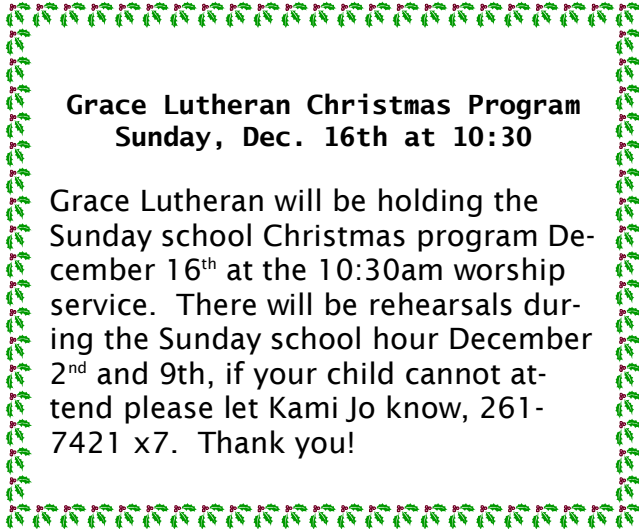 Grace Lutheran Christmas Program
Sunday, Dec. 16th at 10:30
Grace Lutheran will be holding the
Sunday school Christmas program De-
cember 16th at the 10:30am worship
service.  There will be rehearsals dur-
ing the Sunday school hour December
2nd and 9th, if your child cannot at-
tend please let Kami Jo know, 261-
7421 x7.  Thank you!